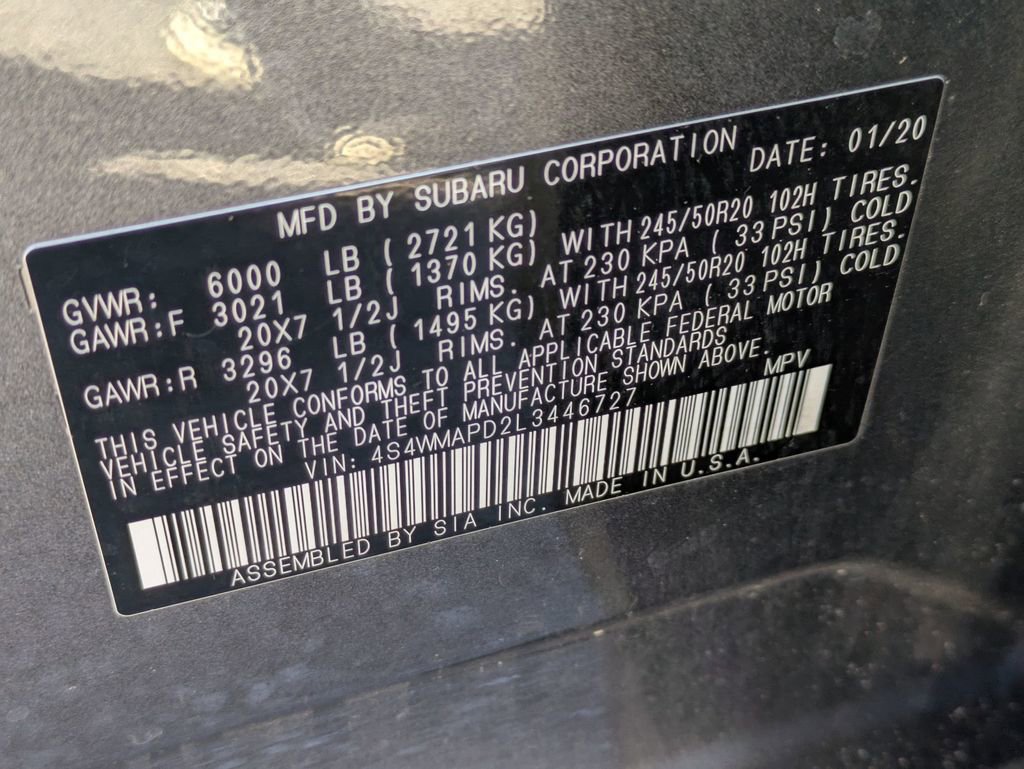 MFD BY SUBARU CORPORATION DATE: 01/20
GVWR: 6000 LB ( 2721 KG)
GAWR:F 3021 LB ( 1370 KG) WITH 245/50R20 102H TIRES.
20X7 1/2J RIMS. AT 230 KPA ( 33 PSI) COLD
GAWR:R 3296 LB ( 1495 KG) WITH 245/50R20 102H TIRES.
20X7 1/2J RIMS. AT 230 KPA ( 33 PSI) COLD
THIS VEHICLE CONFORMS TO ALL APPLICABLE FEDERAL MOTOR
VEHICLE SAFETY AND THEFT PREVENTION STANDARDS
IN EFFECT ON THE DATE OF MANUFACTURE SHOWN ABOVE.
VIN: 4S4WMAPD2L3446727 MPV
ASSEMBLED BY SIA INC. MADE IN U.S.A.